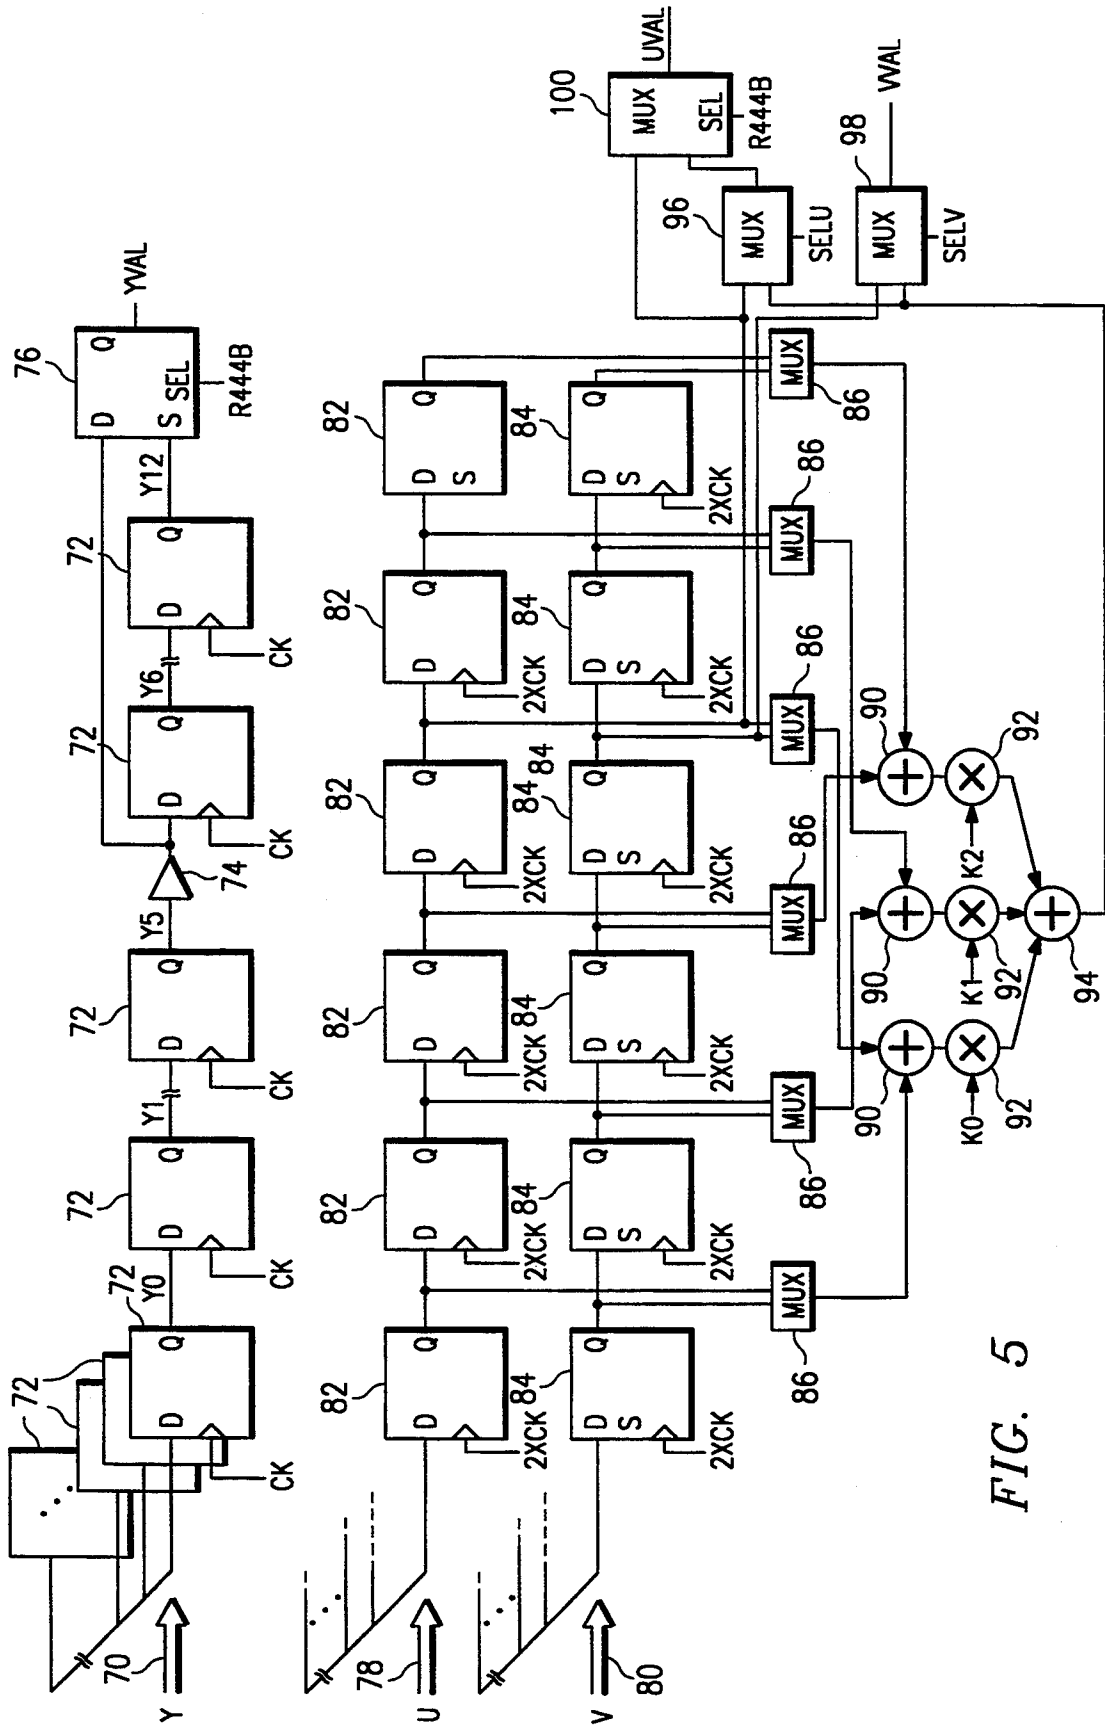 Y
70
72
72
72
D
Q
CK
Y0
72
D
Q
CK
Y1
72
D
Q
CK
Y5
74
72
D
Q
CK
Y6
72
D
Q
CK
Y12
76
D
Q
S
SEL
R444B
YVAL
U
78
82
D
Q
2XCK
82
D
Q
2XCK
82
D
Q
2XCK
82
D
Q
2XCK
82
D
Q
2XCK
82
D
Q
S
V
80
84
D
Q
S
2XCK
84
D
Q
S
2XCK
84
D
Q
S
2XCK
84
D
Q
2XCK
84
D
Q
S
2XCK
84
D
Q
S
2XCK
MUX
86
MUX
86
MUX
86
MUX
86
MUX
86
MUX
86
90
90
90
K0
92
K1
92
K2
92
94
96
MUX
SELU
98
MUX
SELV
VVAL
100
MUX
SEL
R444B
UVAL
FIG. 5